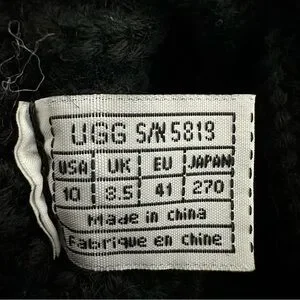 UGG S/N 5819
USA UK EU JAPAN
10 8.5 41 270
Made in china
Fabrique en chine